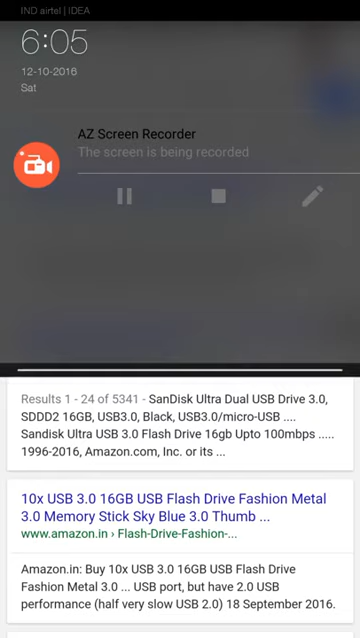 IND airtel | IDEA
6:05
12-10-2016
Sat
AZ Screen Recorder
The screen is being recorded
Results 1 - 24 of 5341 - SanDisk Ultra Dual USB Drive 3.0,
SDDD2 16GB, USB3.0, Black, USB3.0/micro-USB ....
Sandisk Ultra USB 3.0 Flash Drive 16gb Upto 100mbps .....
1996-2016, Amazon.com, Inc. or its ...
10x USB 3.0 16GB USB Flash Drive Fashion Metal
3.0 Memory Stick Sky Blue 3.0 Thumb ...
www.amazon.in › Flash-Drive-Fashion-...
Amazon.in: Buy 10x USB 3.0 16GB USB Flash Drive
Fashion Metal 3.0 ... USB port, but have 2.0 USB
performance (half very slow USB 2.0) 18 September 2016.